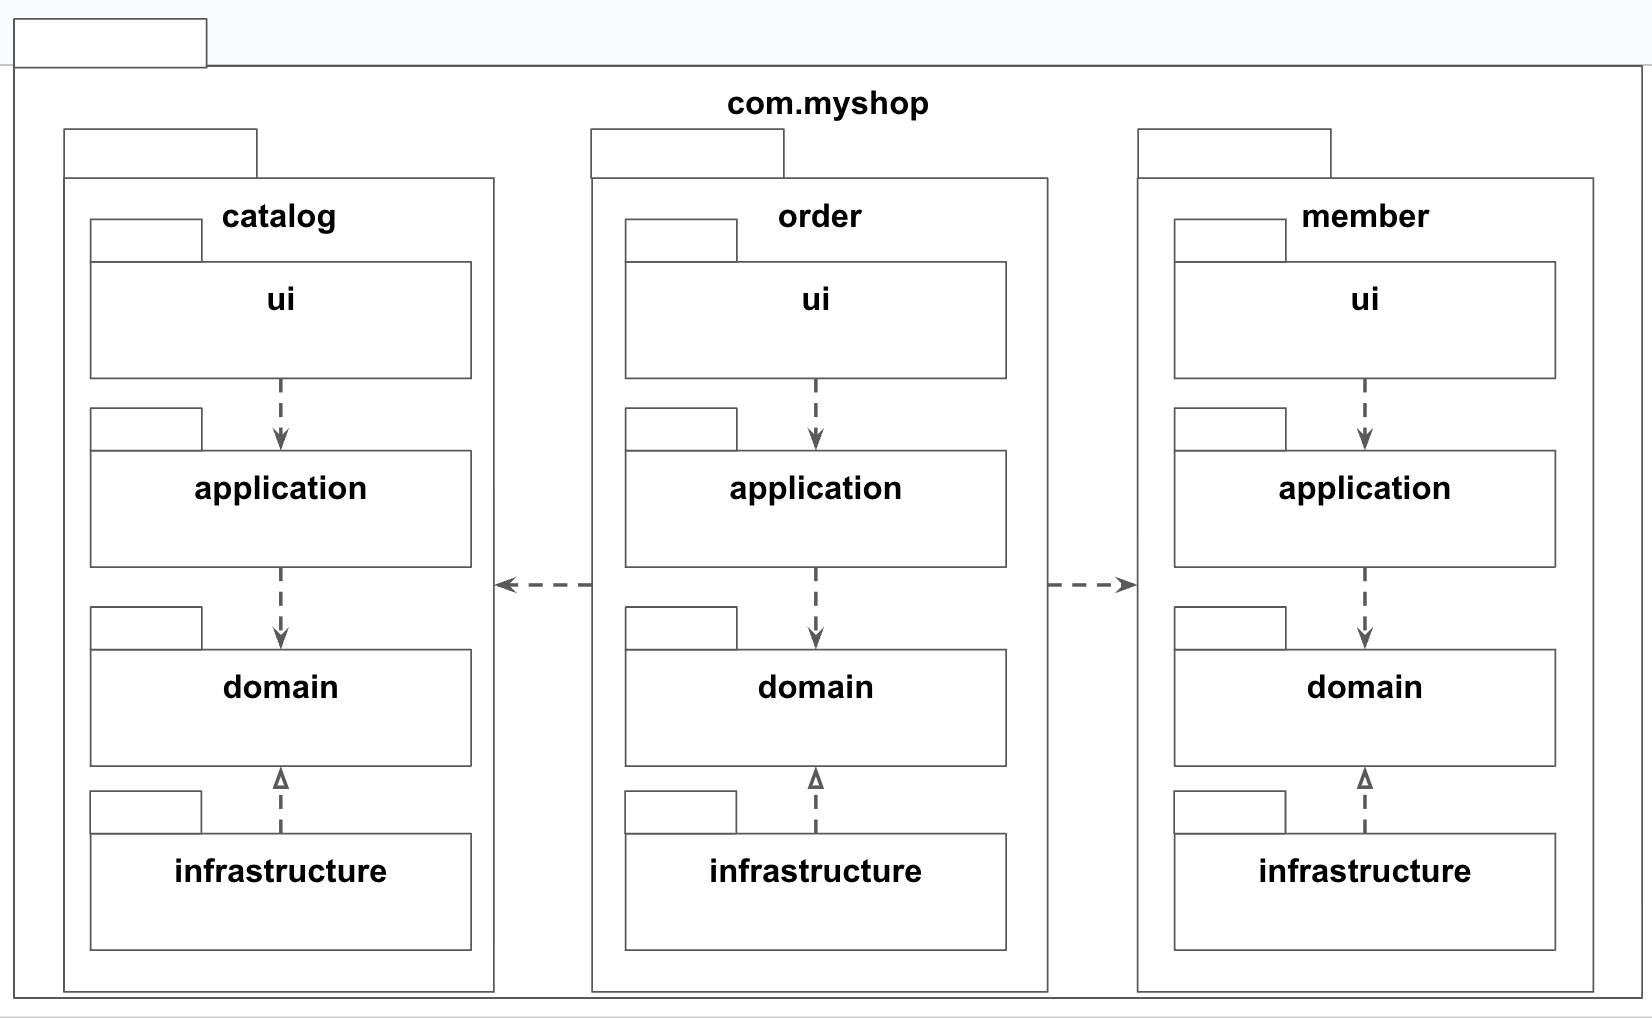 com.myshop
catalog
ui
application
domain
infrastructure
order
ui
application
domain
infrastructure
member
ui
application
domain
infrastructure